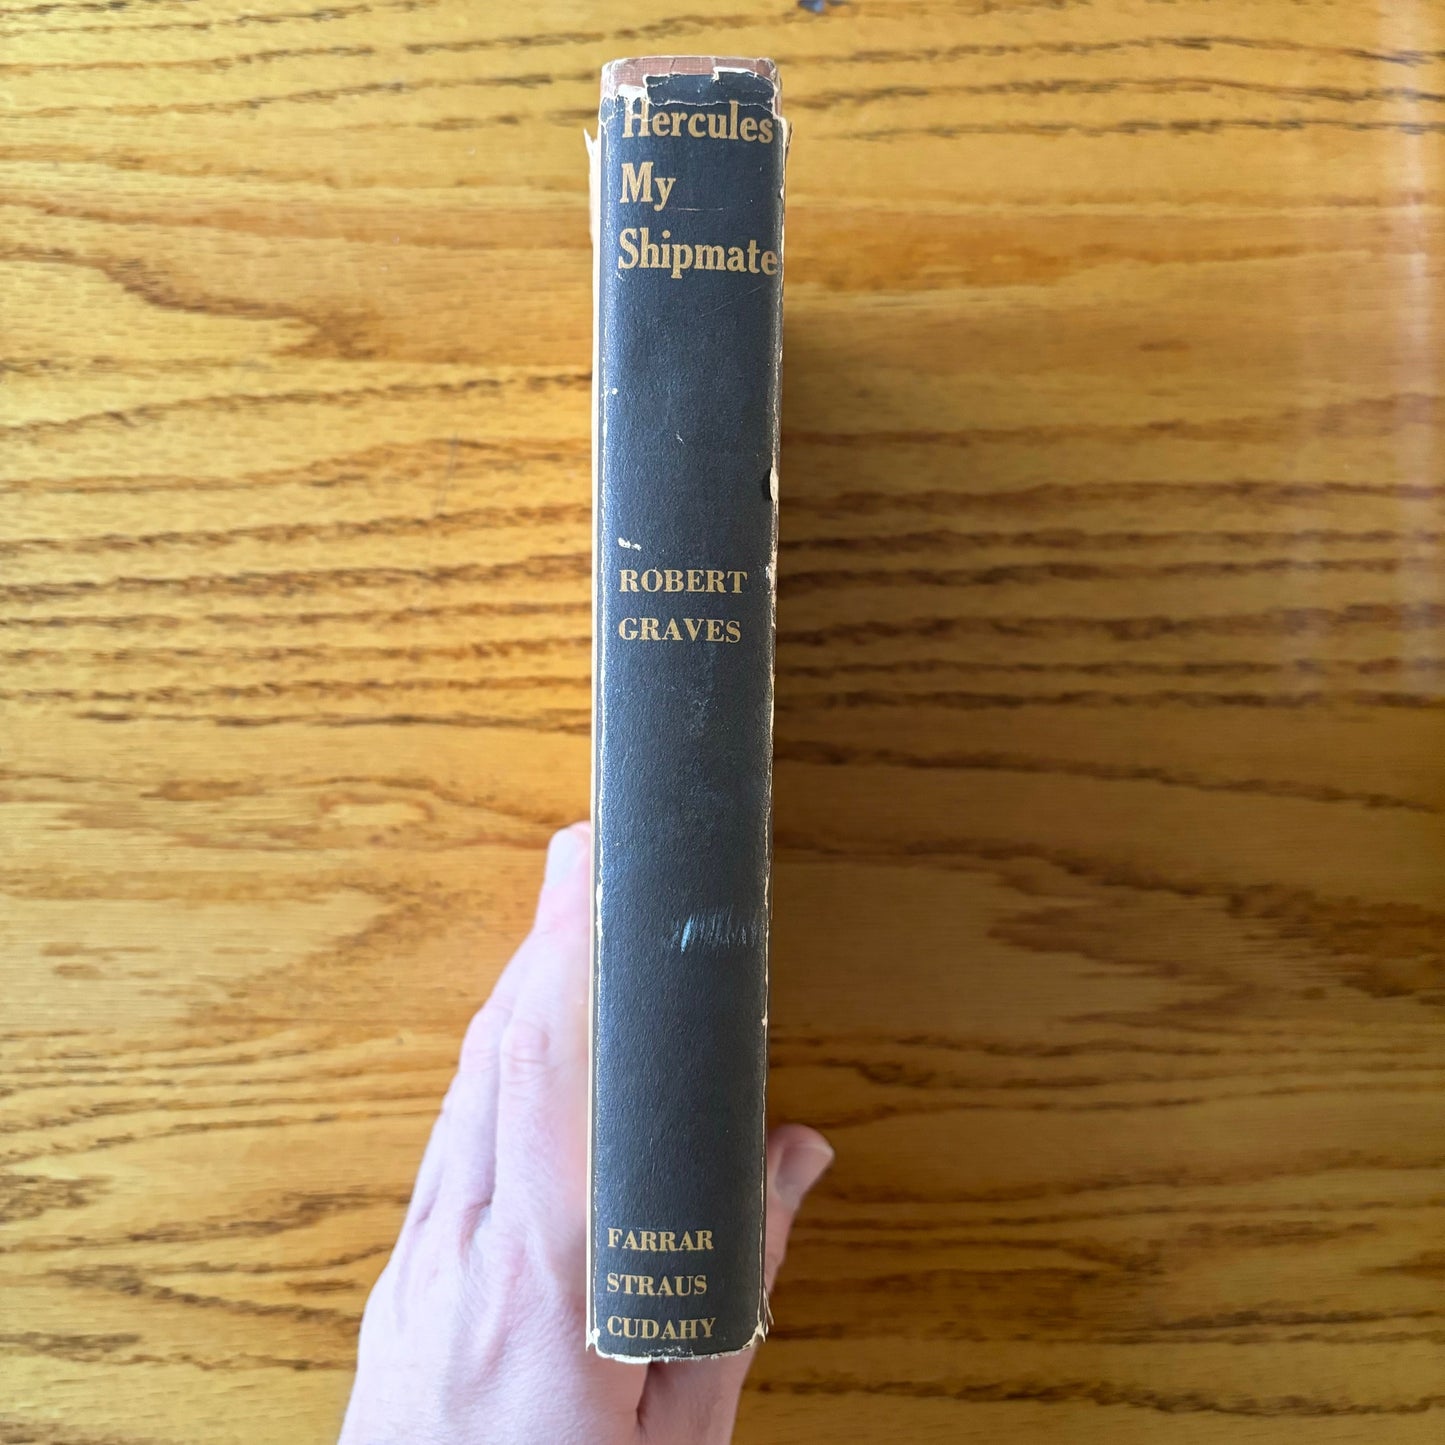 Hercules
My
Shipmate
ROBERT
GRAVES
FARRAR
STRAUS
CUDAHY